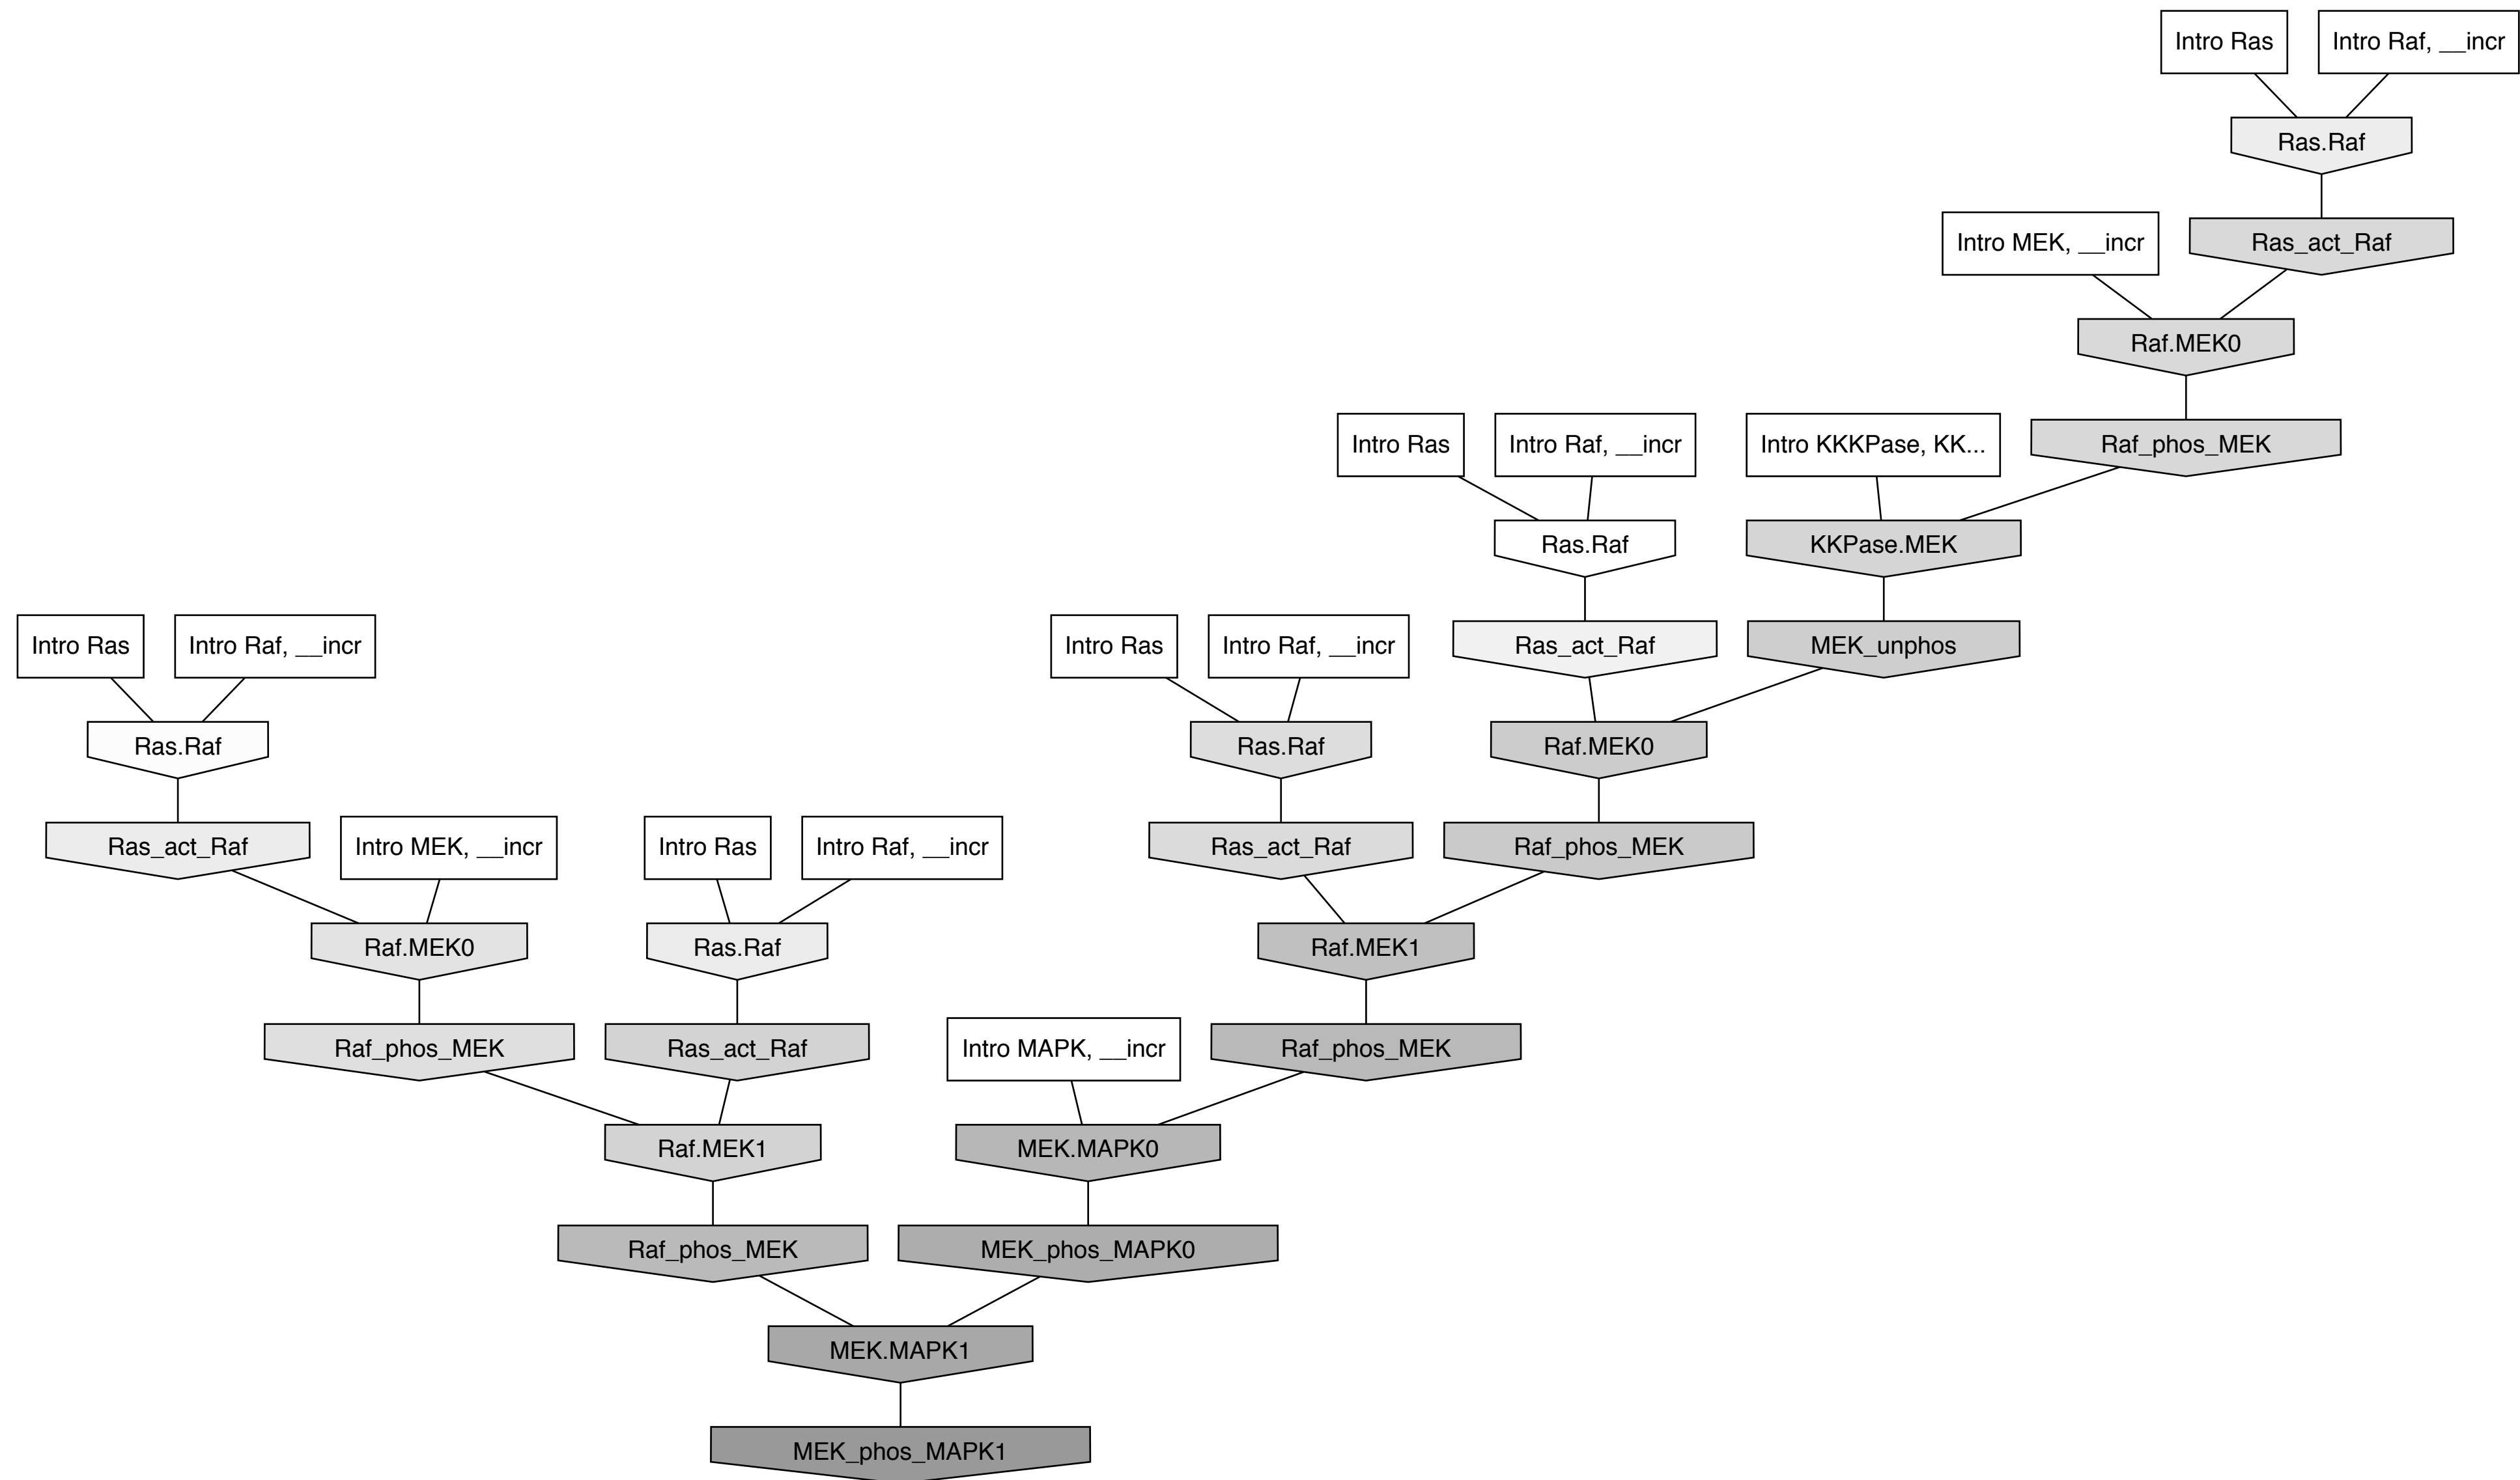 Intro Ras
Intro Raf, __incr
Ras.Raf
Intro MEK, __incr
Ras_act_Raf
Raf.MEK0
Intro Ras
Intro Raf, __incr
Intro KKKPase, KK...
Raf_phos_MEK
Ras.Raf
KKPase.MEK
Intro Ras
Intro Raf, __incr
Intro Ras
Intro Raf, __incr
Ras_act_Raf
MEK_unphos
Ras.Raf
Ras.Raf
Raf.MEK0
Ras_act_Raf
Intro MEK, __incr
Intro Ras
Intro Raf, __incr
Ras_act_Raf
Raf_phos_MEK
Raf.MEK0
Ras.Raf
Raf.MEK1
Raf_phos_MEK
Ras_act_Raf
Intro MAPK, __incr
Raf_phos_MEK
Raf.MEK1
MEK.MAPK0
Raf_phos_MEK
MEK_phos_MAPK0
MEK.MAPK1
MEK_phos_MAPK1